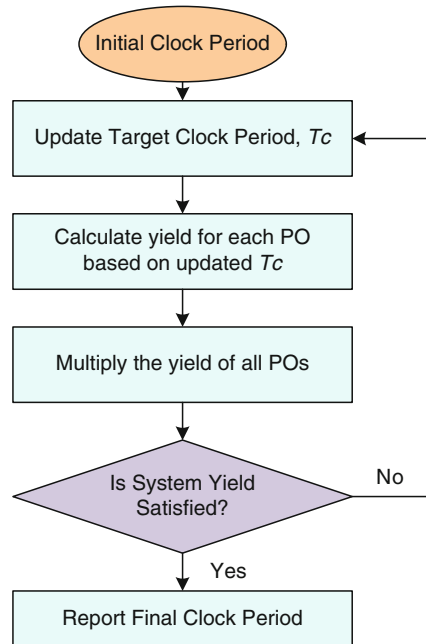 Initial Clock Period
Update Target Clock Period, Tc
Calculate yield for each PO
based on updated Tc
Multiply the yield of all POs
Is System Yield
Satisfied?
No
Yes
Report Final Clock Period